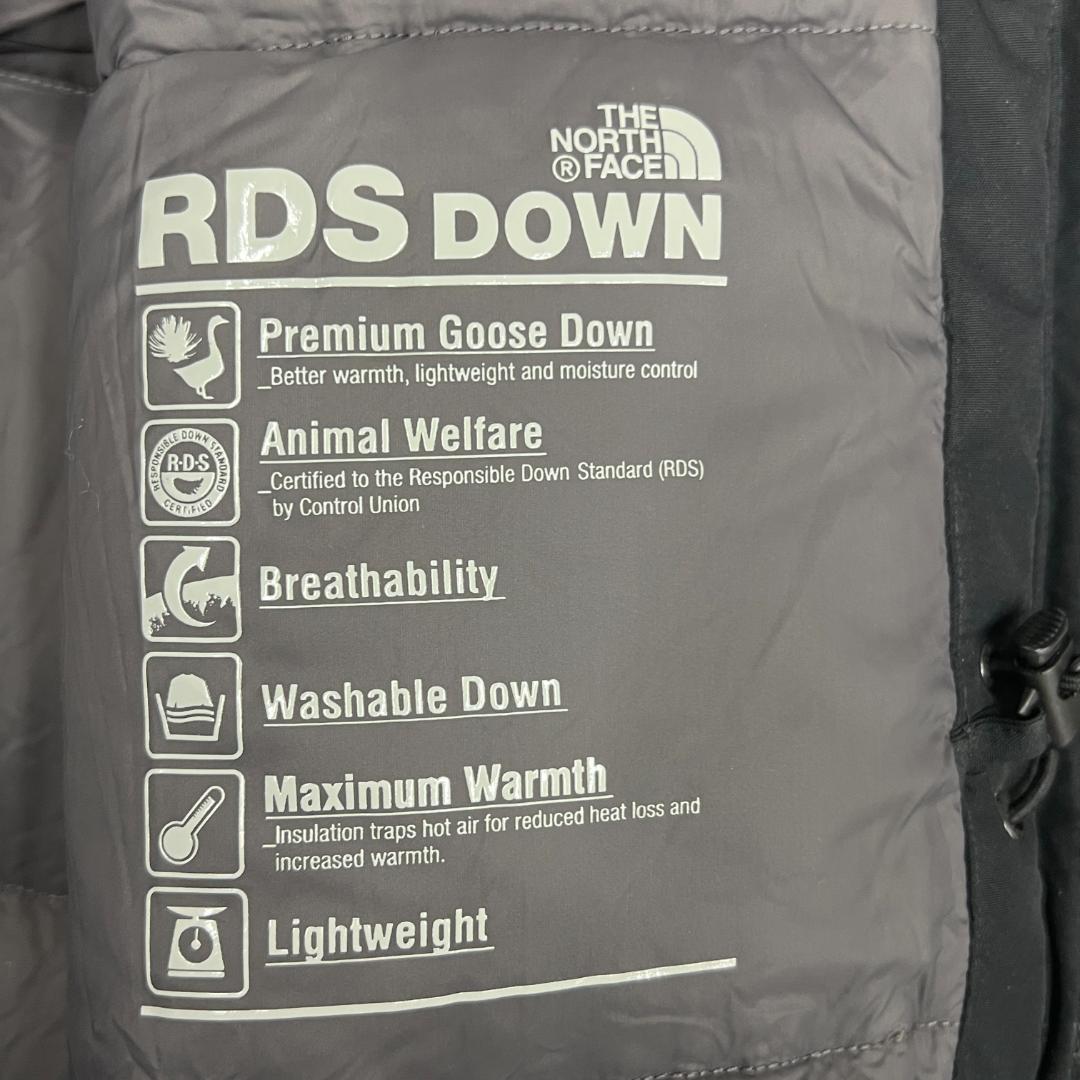 THE
NORTH
® FACE
RDS DOWN
Premium Goose Down
_Better warmth, lightweight and moisture control
Animal Welfare
RESPONSIBLE DOWN STANDARD
R·D·S
CERTIFIED
_Certified to the Responsible Down Standard (RDS)
by Control Union
Breathability
Washable Down
Maximum Warmth
_Insulation traps hot air for reduced heat loss and
increased warmth.
Lightweight